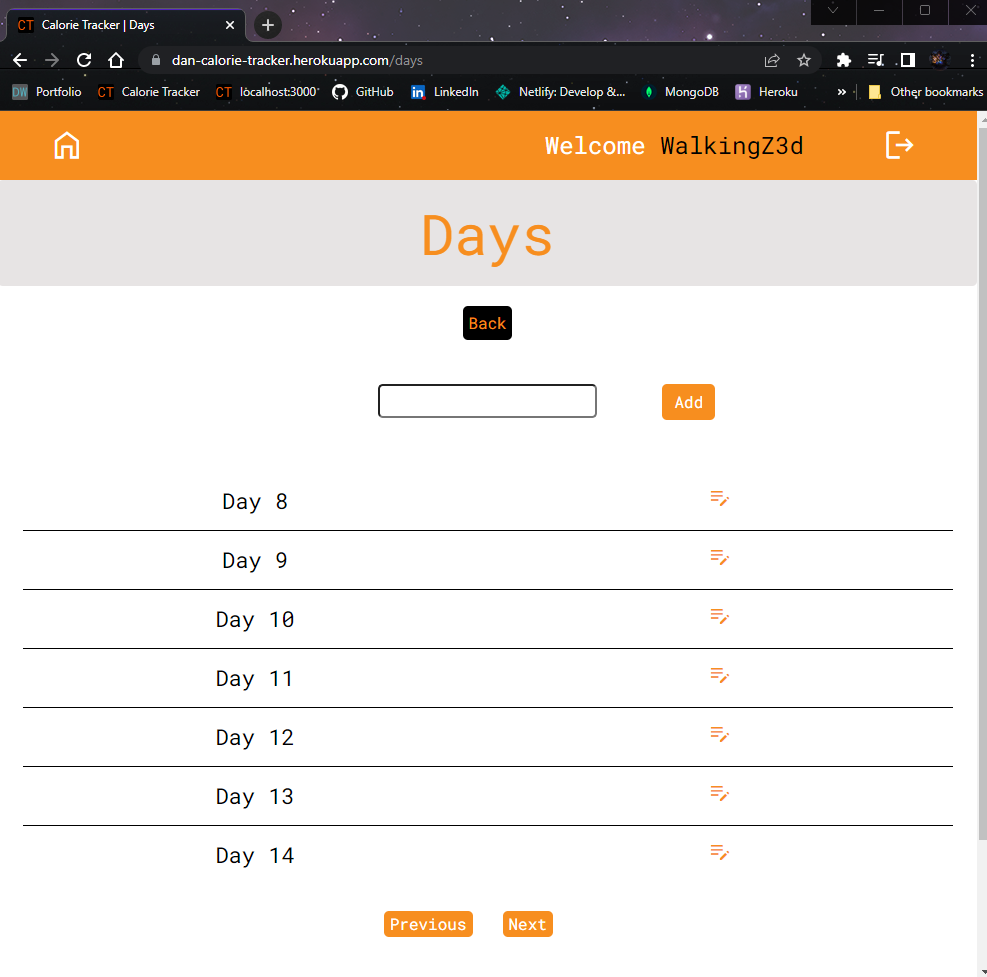 CT Calorie Tracker | Days
dan-calorie-tracker.herokuapp.com/days
DW Portfolio CT Calorie Tracker CT localhost:3000 GitHub in LinkedIn Netlify: Develop &... MongoDB Heroku » Other bookmarks
Welcome WalkingZ3d
Days
Back
Add
Day 8
Day 9
Day 10
Day 11
Day 12
Day 13
Day 14
Previous Next